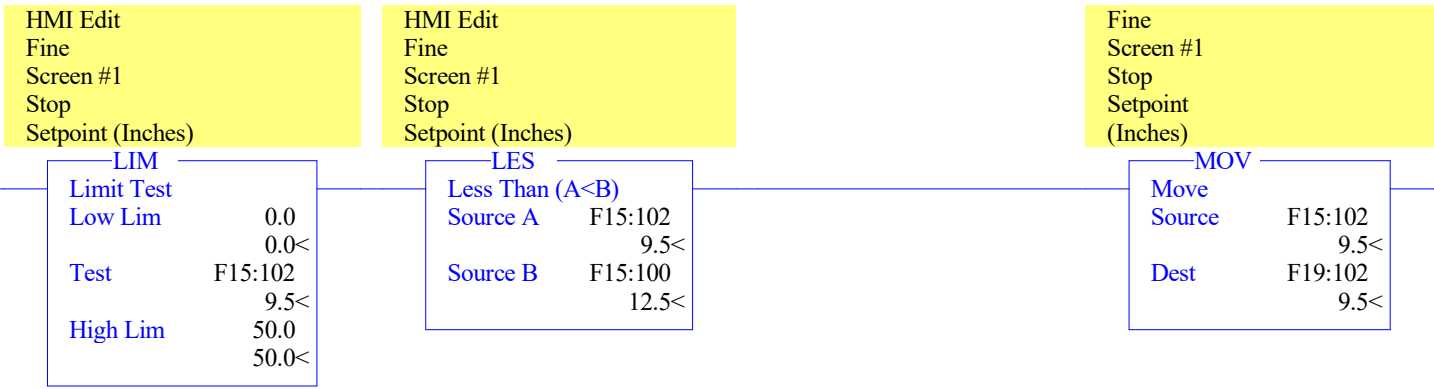 HMI Edit
Fine
Screen #1
Stop
Setpoint (Inches)
LIM
Limit Test
Low Lim 0.0
0.0<
Test F15:102
9.5<
High Lim 50.0
50.0<
HMI Edit
Fine
Screen #1
Stop
Setpoint (Inches)
LES
Less Than (A<B)
Source A F15:102
9.5<
Source B F15:100
12.5<
Fine
Screen #1
Stop
Setpoint
(Inches)
MOV
Move
Source F15:102
9.5<
Dest F19:102
9.5<